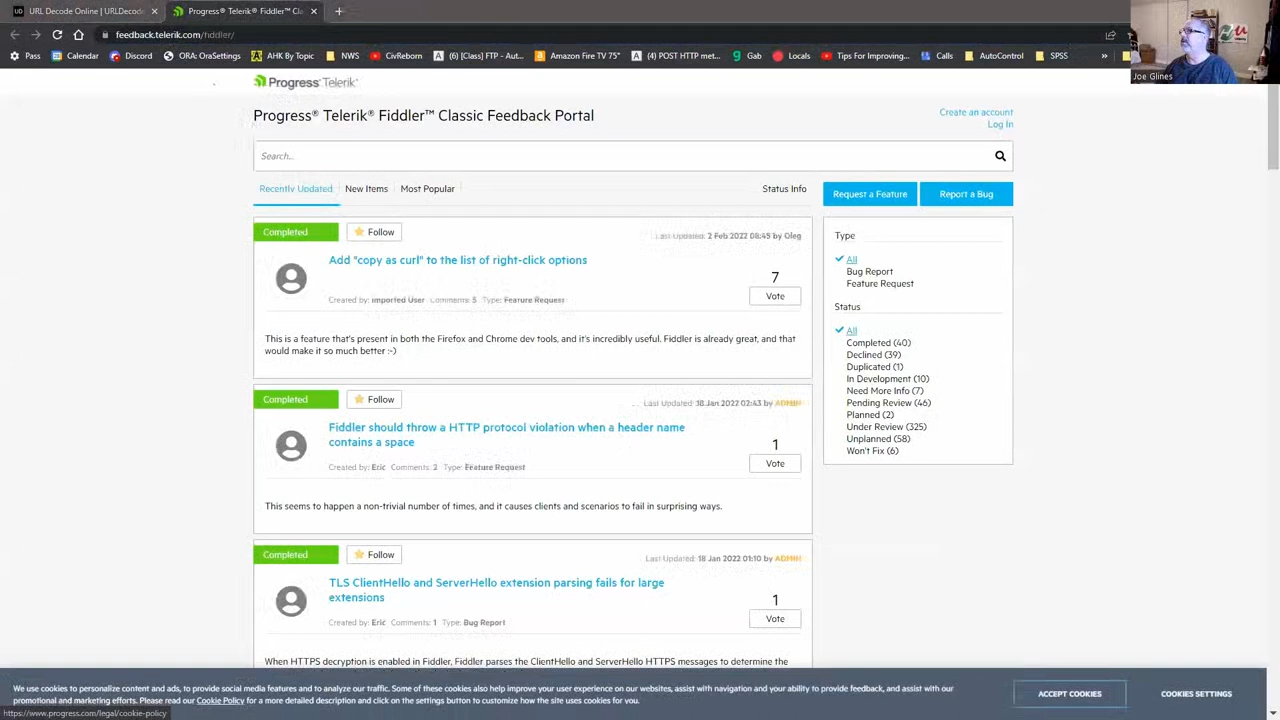 URL Decode Online | URLDecoc
Progress® Telerik® Fiddler™ Cla
feedback.telerik.com/fiddler/
Pass
Calendar
Discord
ORA: OraSettings
AHK By Topic
NWS
CivReborn
(6) [Class] FTP - Aut...
Amazon Fire TV 75"
(4) POST HTTP met...
Gab
Locals
Tips For Improving...
Calls
AutoControl
SPSS
»
Joe Glines
Progress® Telerik®
Progress® Telerik® Fiddler™ Classic Feedback Portal
Create an account
Log In
Search...
Recently Updated
New Items
Most Popular
Status Info
Request a Feature
Report a Bug
Completed
Follow
Last Updated: 2 Feb 2022 08:45 by Oleg
Add "copy as curl" to the list of right-click options
7
Vote
Created by: Imported User Comments: 5 Type: Feature Request
This is a feature that's present in both the Firefox and Chrome dev tools, and it's incredibly useful. Fiddler is already great, and that
would make it so much better :-)
Type
All
Bug Report
Feature Request
Status
All
Completed (40)
Declined (39)
Duplicated (1)
In Development (10)
Need More Info (7)
Pending Review (46)
Planned (2)
Under Review (325)
Unplanned (58)
Won't Fix (6)
Completed
Follow
Last Updated: 18 Jan 2022 02:43 by ADMIN
Fiddler should throw a HTTP protocol violation when a header name
contains a space
1
Vote
Created by: Eric Comments: 2 Type: Feature Request
This seems to happen a non-trivial number of times, and it causes clients and scenarios to fail in surprising ways.
Completed
Follow
Last Updated: 18 Jan 2022 01:10 by ADMIN
TLS ClientHello and ServerHello extension parsing fails for large
extensions
1
Vote
Created by: Eric Comments: 1 Type: Bug Report
When HTTPS decryption is enabled in Fiddler, Fiddler parses the ClientHello and ServerHello HTTPS messages to determine the
We use cookies to personalize content and ads, to provide social media features and to analyze our traffic. Some of these cookies also help improve your user experience on our websites, assist with navigation and your ability to provide feedback, and assist with our
promotional and marketing efforts. Please read our Cookie Policy for a more detailed description and click on the settings button to customize how the site uses cookies for you.
ACCEPT COOKIES
COOKIES SETTINGS
https://www.progress.com/legal/cookie-policy